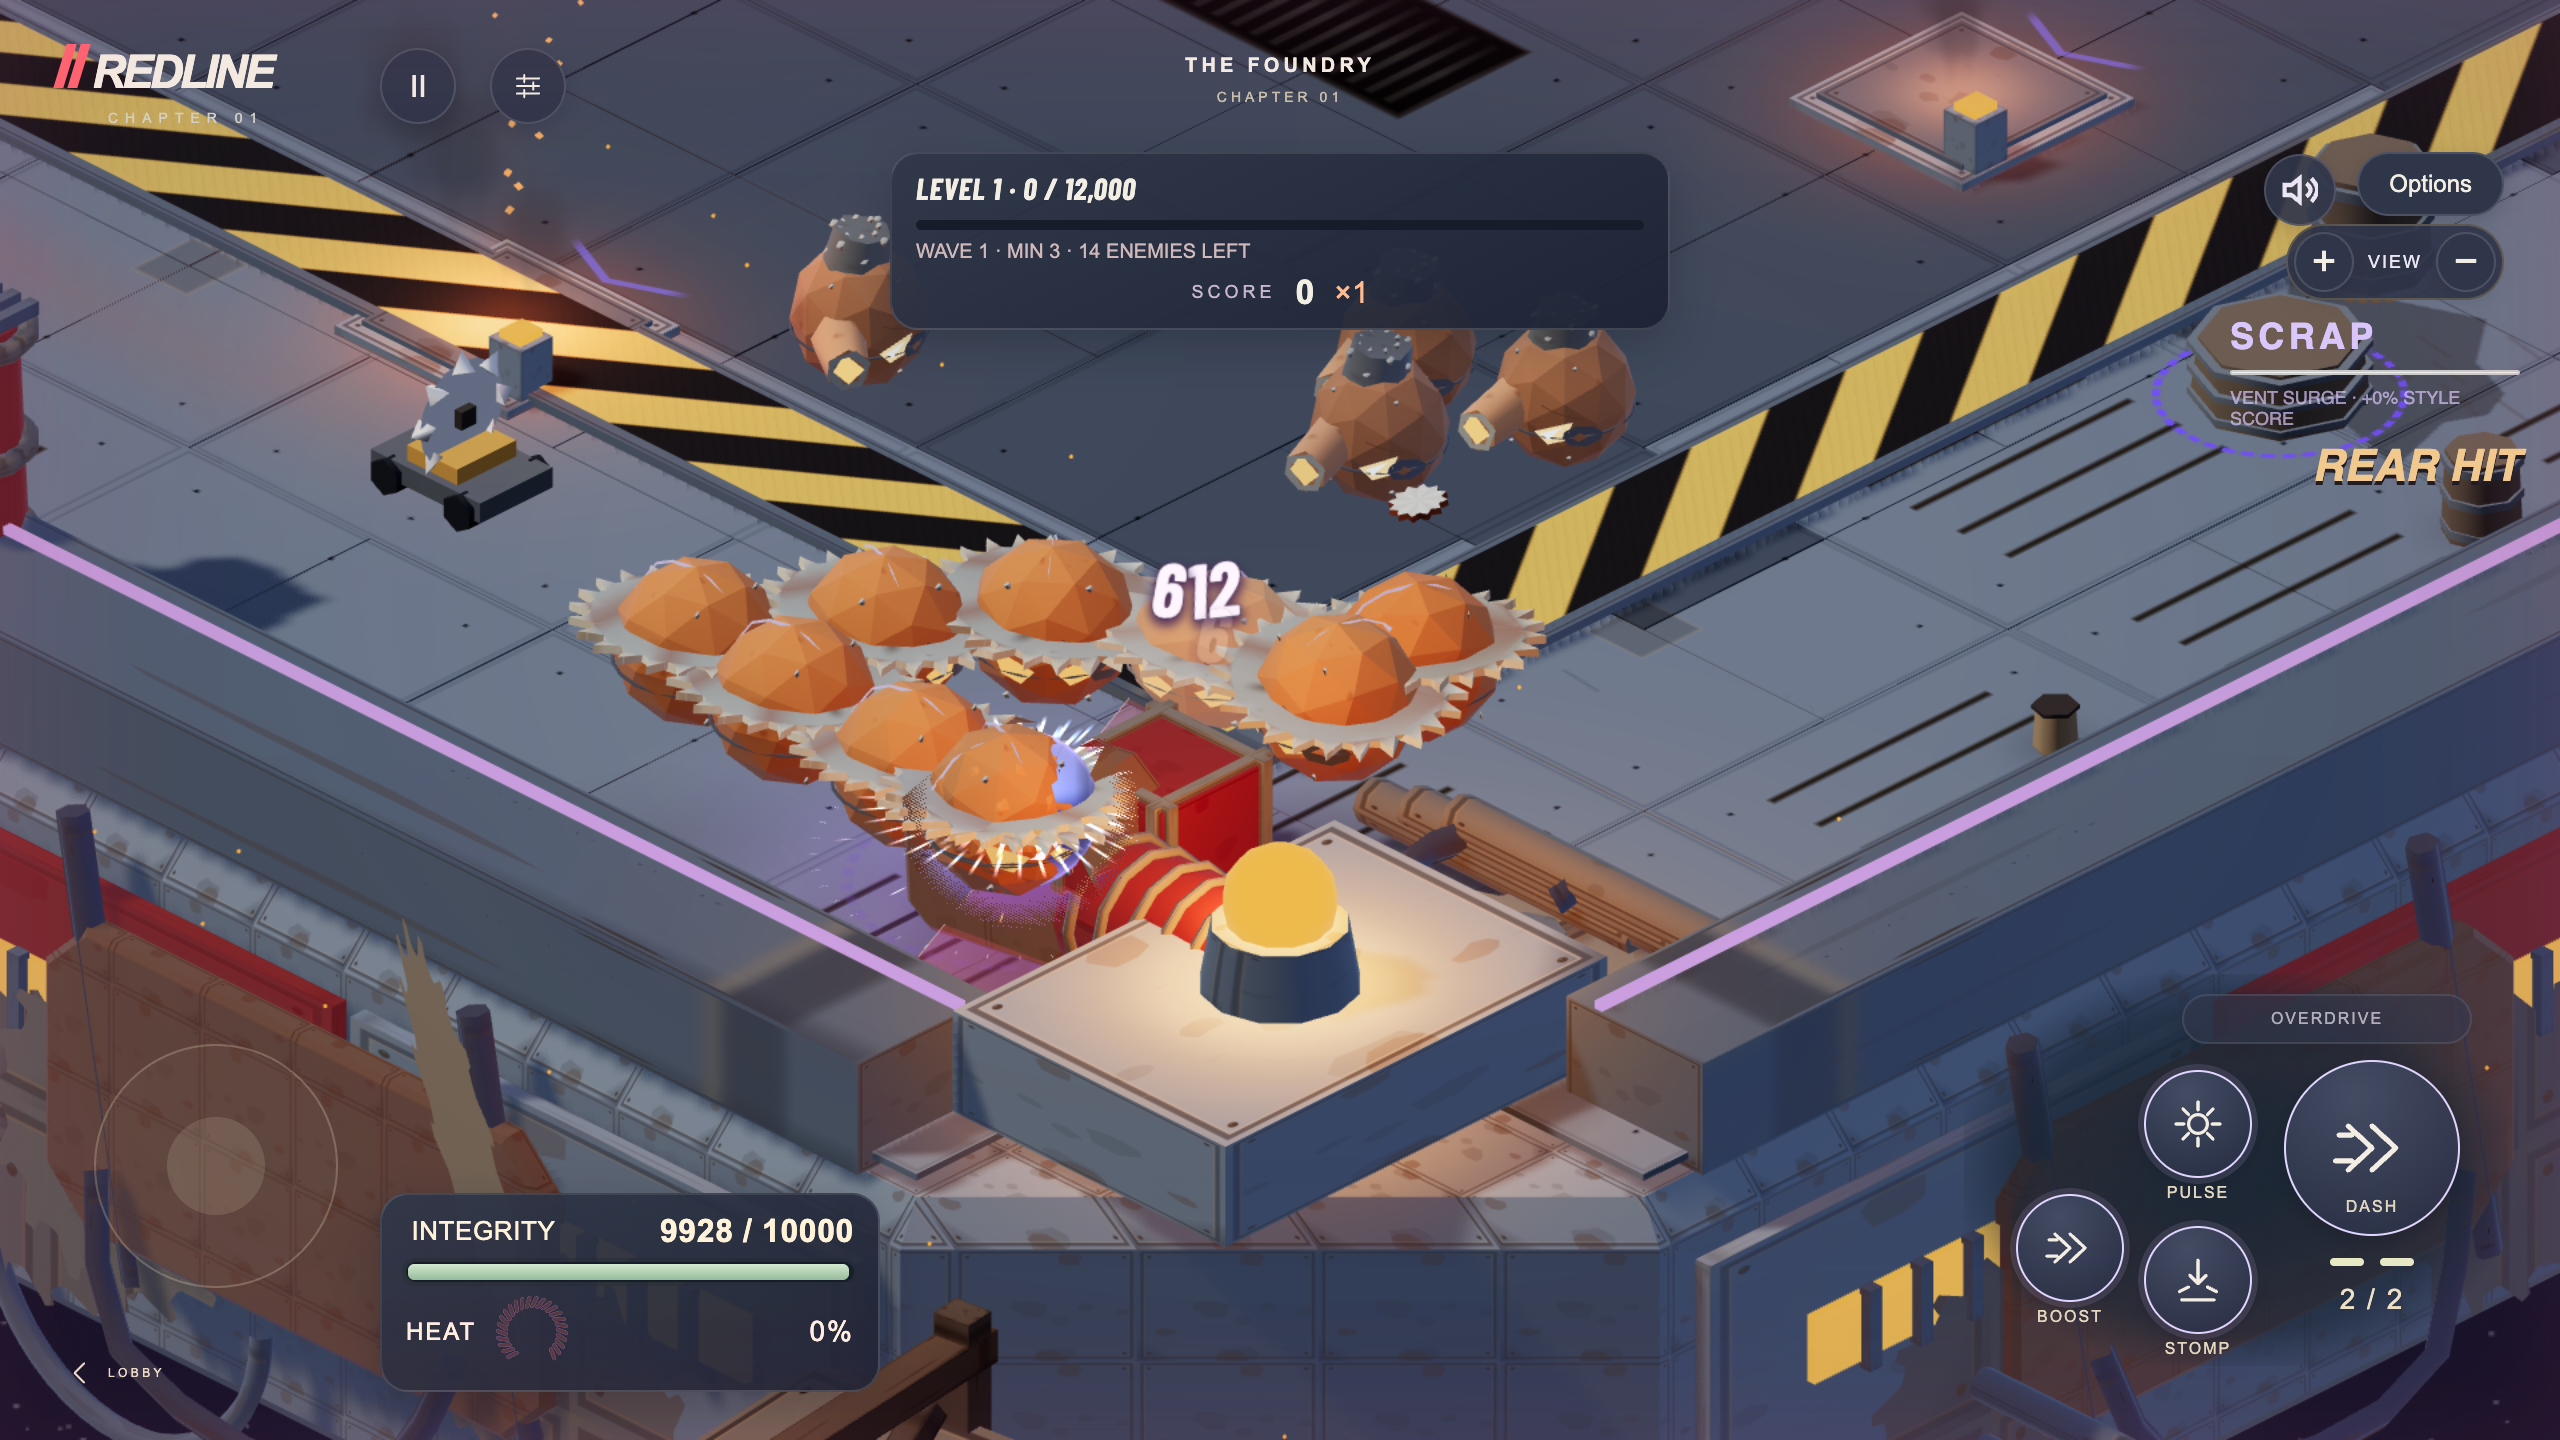 REDLINE
CHAPTER 01
THE FOUNDRY
CHAPTER 01
LEVEL 1 · 0 / 12,000
WAVE 1 · MIN 3 · 14 ENEMIES LEFT
SCORE 0 ×1
Options
+ VIEW −
SCRAP
VENT SURGE · +0% STYLE
SCORE
REAR HIT
612
6
OVERDRIVE
PULSE
DASH
BOOST
STOMP
2 / 2
INTEGRITY 9928 / 10000
HEAT 0%
LOBBY